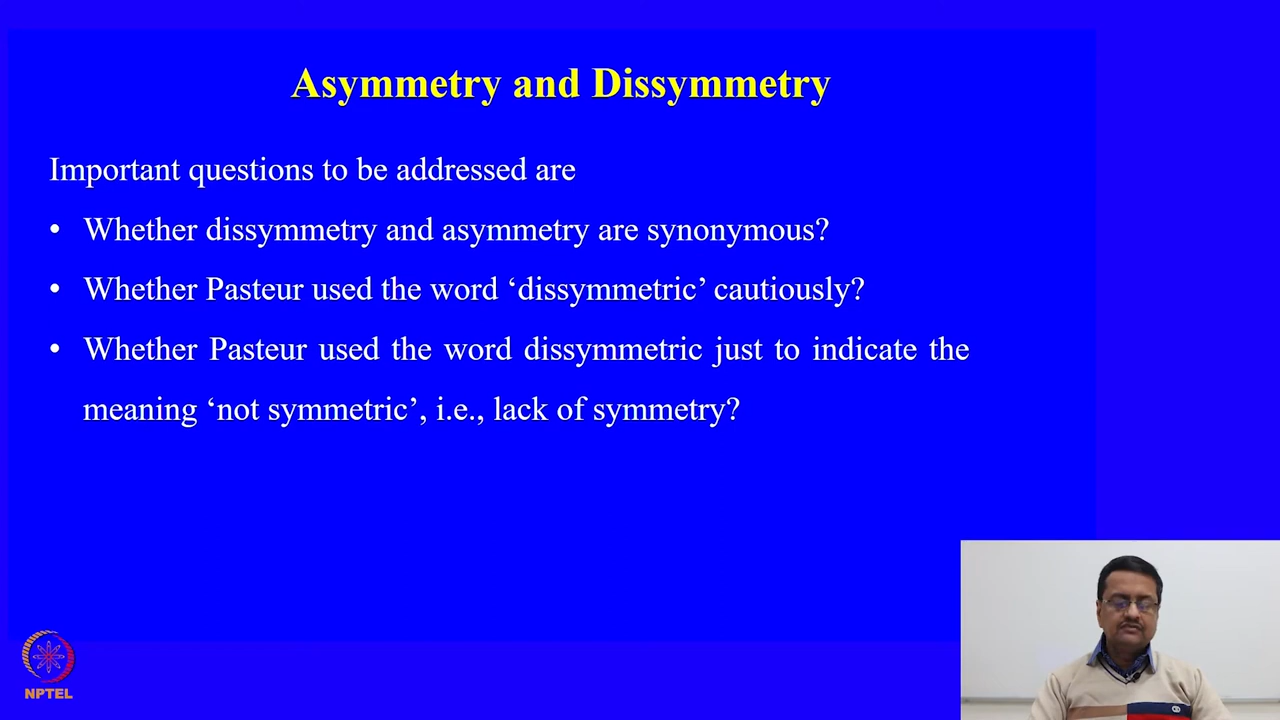 Asymmetry and Dissymmetry
Important questions to be addressed are
• Whether dissymmetry and asymmetry are synonymous?
• Whether Pasteur used the word ‘dissymmetric’ cautiously?
• Whether Pasteur used the word dissymmetric just to indicate the
meaning ‘not symmetric’, i.e., lack of symmetry?
NPTEL